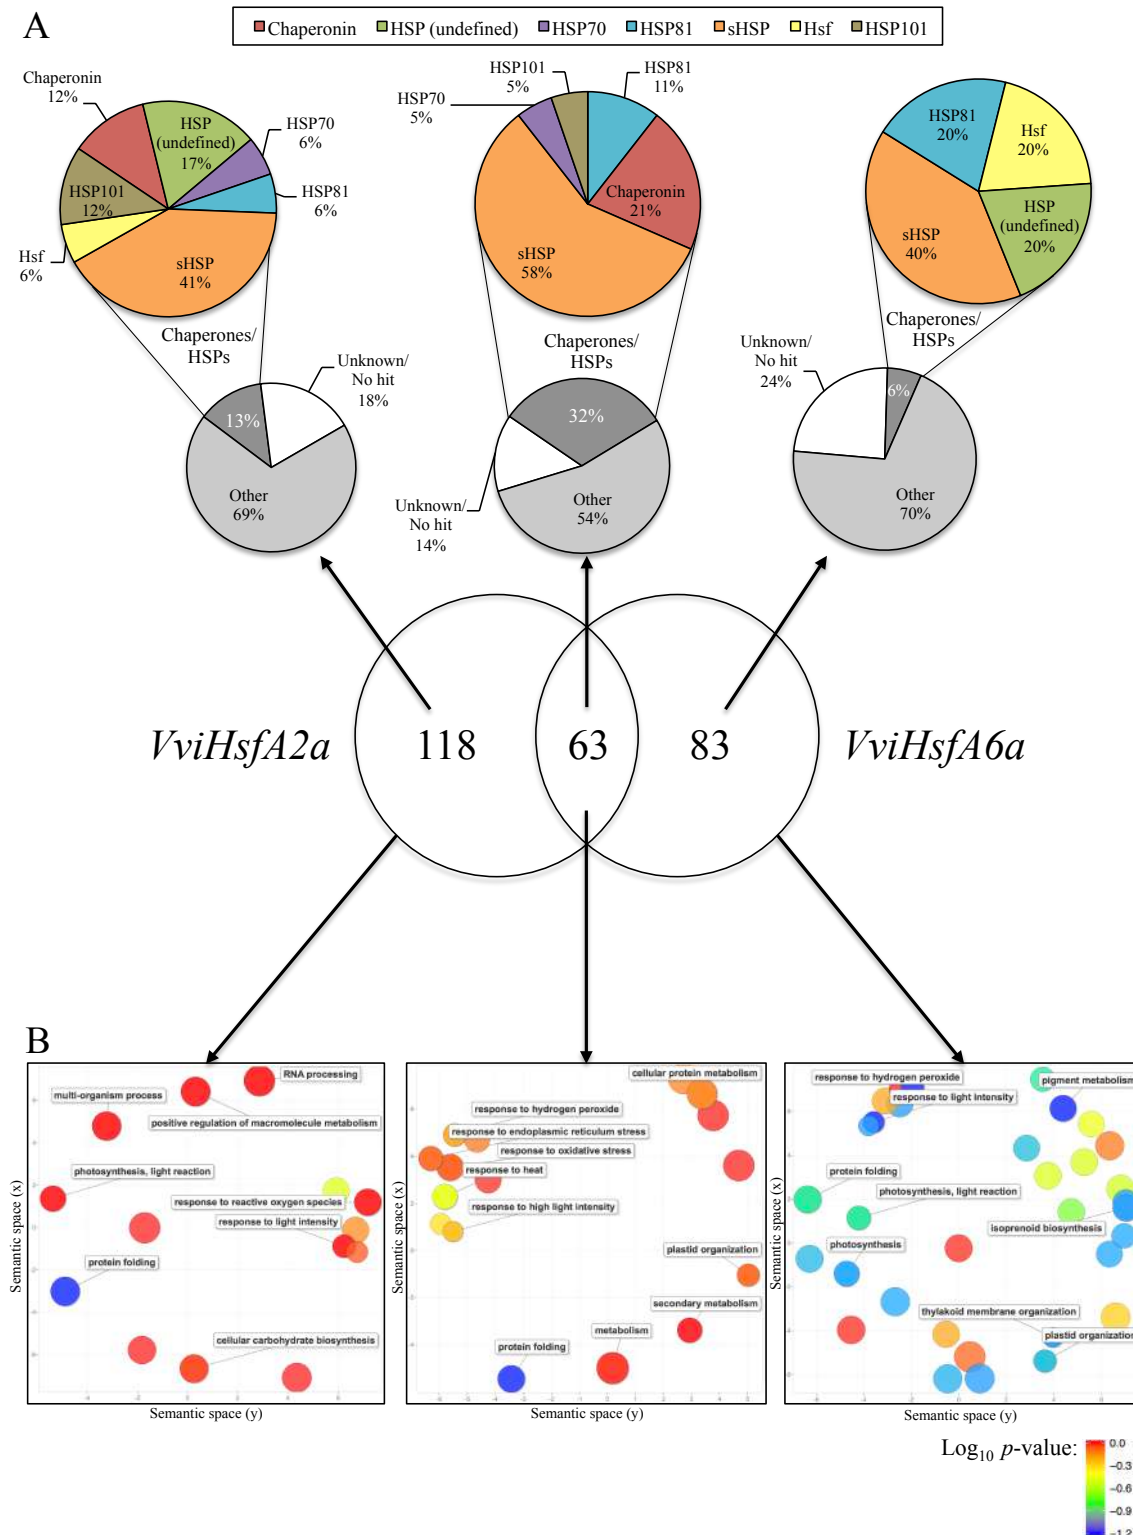 A
Chaperonin HSP (undefined) HSP70 HSP81 sHSP Hsf HSP101
Chaperonin
12%
HSP
(undefined)
17%
HSP70
6%
HSP81
6%
HSP101
12%
Hsf
6%
sHSP
41%
Chaperones/
HSPs
Unknown/
No hit
18%
13%
Other
69%
HSP101
5%
HSP81
11%
HSP70
5%
Chaperonin
21%
sHSP
58%
Chaperones/
HSPs
32%
Unknown/
No hit
14%
Other
54%
HSP81
20%
Hsf
20%
HSP
(undefined)
20%
sHSP
40%
Chaperones/
HSPs
Unknown/
No hit
24%
6%
Other
70%
VviHsfA2a
118
63
83
VviHsfA6a
B
RNA processing
multi-organism process
positive regulation of macromolecule metabolism
photosynthesis, light reaction
response to reactive oxygen species
response to light intensity
protein folding
cellular carbohydrate biosynthesis
Semantic space (x)
Semantic space (y)
cellular protein metabolism
response to hydrogen peroxide
response to endoplasmic reticulum stress
response to oxidative stress
response to heat
response to high light intensity
plastid organization
secondary metabolism
metabolism
protein folding
Semantic space (x)
Semantic space (y)
response to hydrogen peroxide
pigment metabolism
response to light intensity
protein folding
photosynthesis, light reaction
isoprenoid biosynthesis
photosynthesis
thylakoid membrane organization
plastid organization
Semantic space (x)
Semantic space (y)
Log10 p-value:
0.0
-0.3
-0.6
-0.9
-1.2